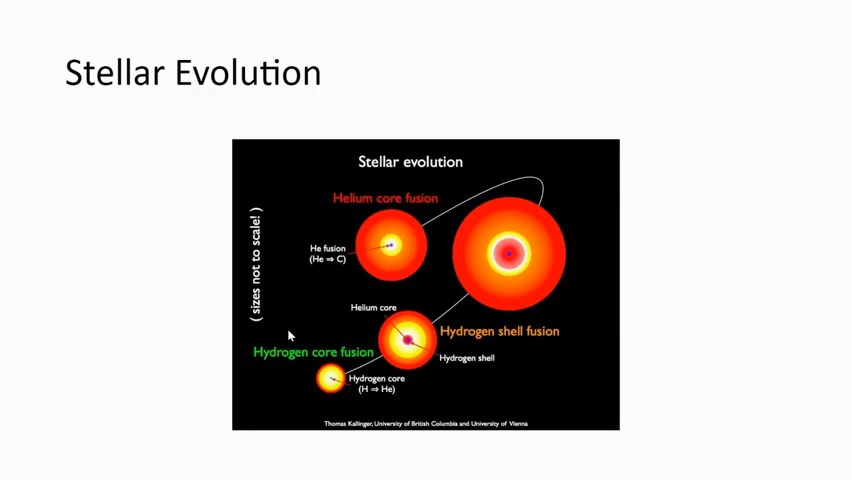 Stellar Evolution
Stellar evolution
Helium core fusion
( sizes not to scale! )
He fusion
(He ⇒ C)
Helium core
Hydrogen shell fusion
Hydrogen core fusion
Hydrogen shell
Hydrogen core
(H ⇒ He)
Thomas Kallinger, University of British Columbia and University of Vienna